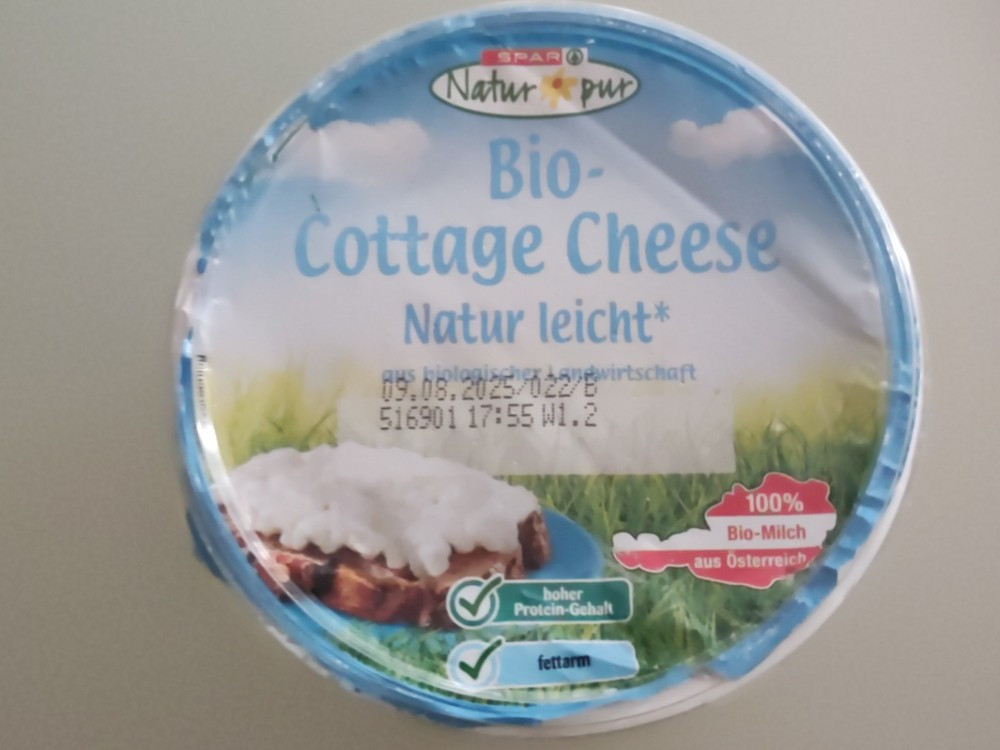 SPAR
Natur pur
Bio-
Cottage Cheese
Natur leicht*
aus biologischer Landwirtschaft
09.08.2025/022/B
516901 17:55 W1.2
100%
Bio-Milch
aus Österreich
hoher
Protein-Gehalt
fettarm